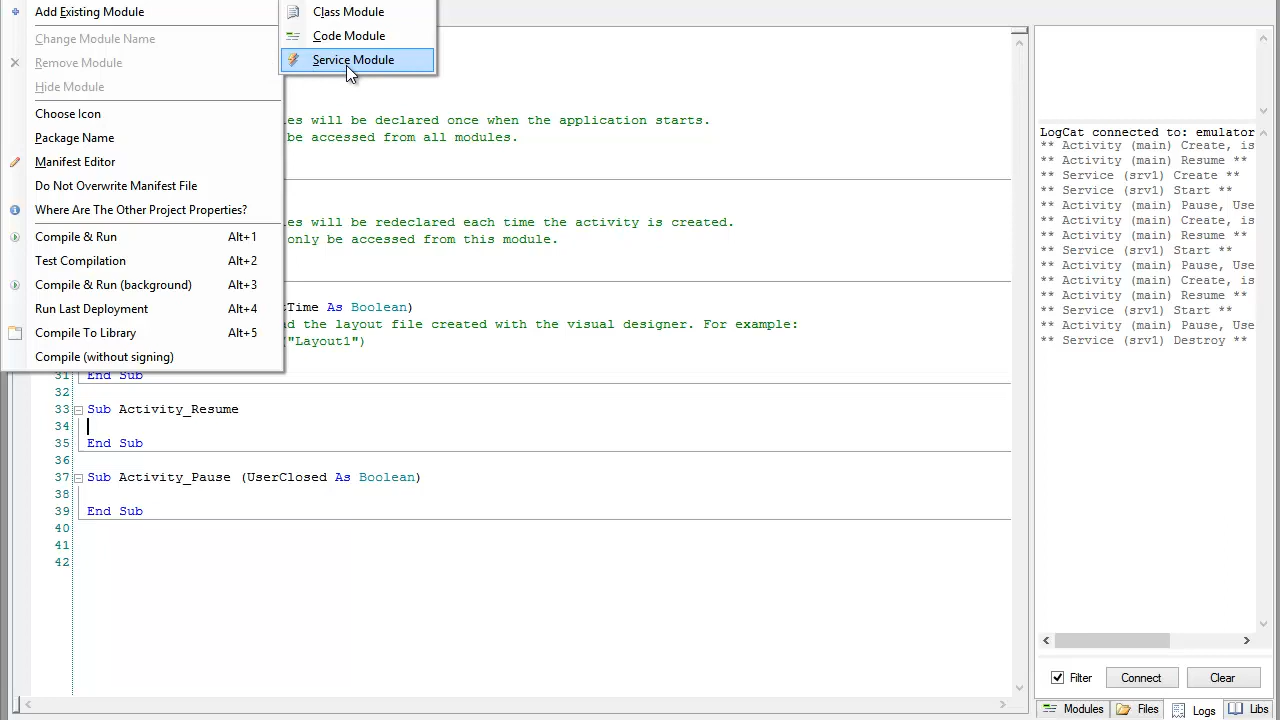 Add Existing Module
Change Module Name
Remove Module
Hide Module
Choose Icon
Package Name
Manifest Editor
Do Not Overwrite Manifest File
Where Are The Other Project Properties?
Compile & Run Alt+1
Test Compilation Alt+2
Compile & Run (background) Alt+3
Run Last Deployment Alt+4
Compile To Library Alt+5
Compile (without signing)
Class Module
Code Module
Service Module
les will be declared once when the application starts.
be accessed from all modules.
les will be redeclared each time the activity is created.
only be accessed from this module.
tTime As Boolean)
ad the layout file created with the visual designer. For example:
("Layout1")
31 End Sub
32
33 Sub Activity_Resume
34
35 End Sub
36
37 Sub Activity_Pause (UserClosed As Boolean)
38
39 End Sub
40
41
42
LogCat connected to: emulator
** Activity (main) Create, is
** Activity (main) Resume **
** Service (srv1) Create **
** Service (srv1) Start **
** Activity (main) Pause, Use
** Activity (main) Create, is
** Activity (main) Resume **
** Service (srv1) Start **
** Activity (main) Pause, Use
** Activity (main) Create, is
** Activity (main) Resume **
** Service (srv1) Start **
** Activity (main) Pause, Use
** Service (srv1) Destroy **
Filter Connect Clear
Modules Files Logs Libs